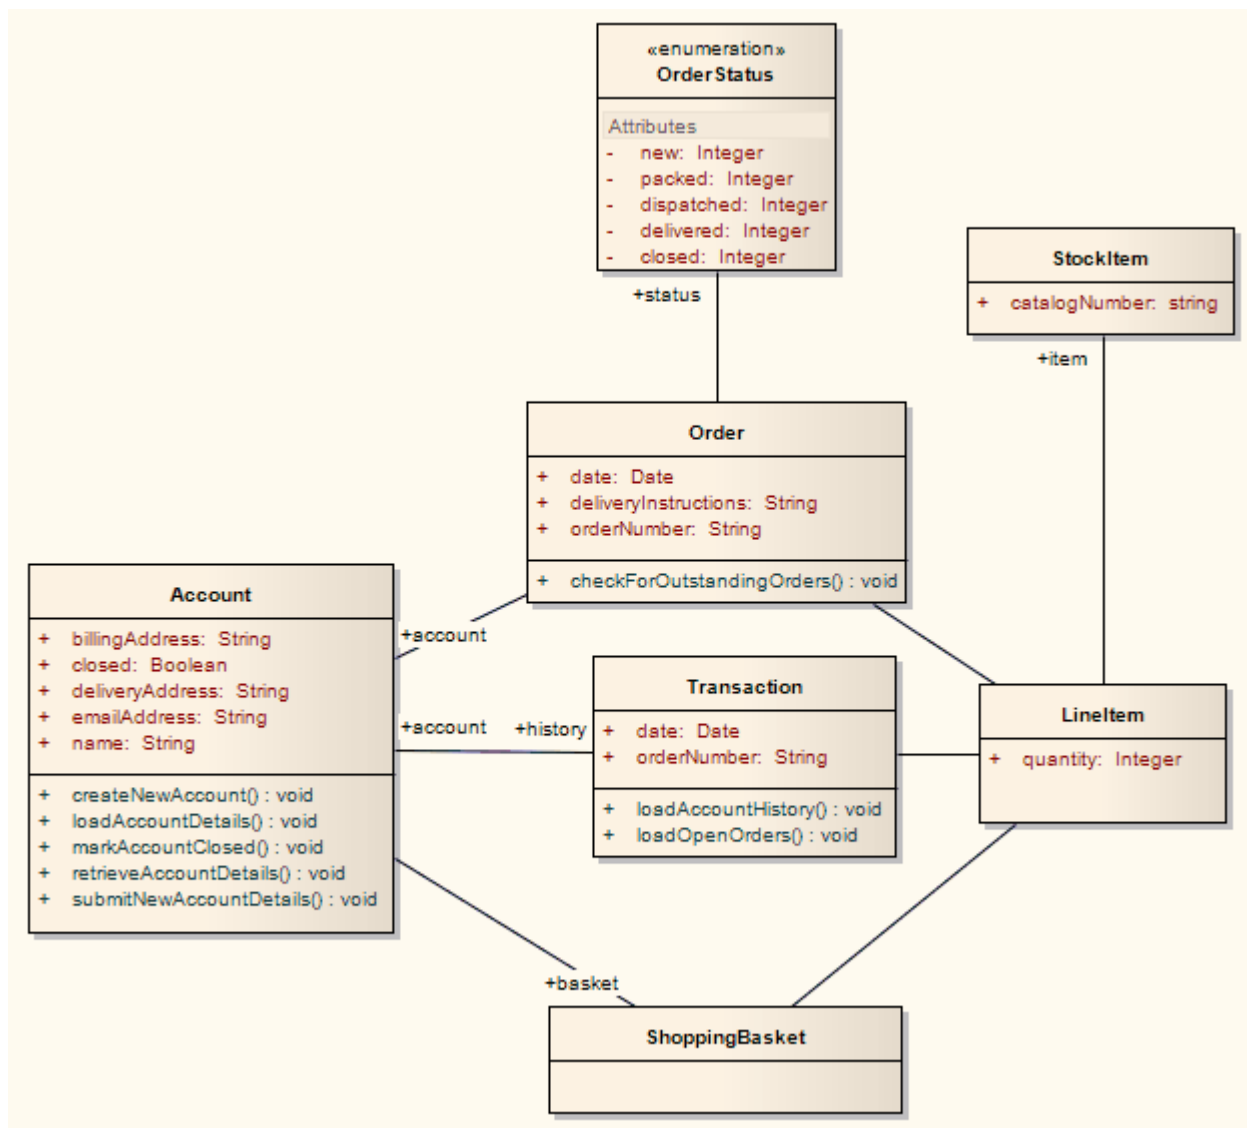 «enumeration»
OrderStatus
Attributes
- new: Integer
- packed: Integer
- dispatched: Integer
- delivered: Integer
- closed: Integer
+status
StockItem
+ catalogNumber: string
+item
Order
+ date: Date
+ deliveryInstructions: String
+ orderNumber: String
+ checkForOutstandingOrders() : void
Account
+ billingAddress: String
+ closed: Boolean
+ deliveryAddress: String
+ emailAddress: String
+ name: String
+ createNewAccount() : void
+ loadAccountDetails() : void
+ markAccountClosed() : void
+ retrieveAccountDetails() : void
+ submitNewAccountDetails() : void
+account
+account
+history
Transaction
+ date: Date
+ orderNumber: String
+ loadAccountHistory() : void
+ loadOpenOrders() : void
LineItem
+ quantity: Integer
+basket
ShoppingBasket